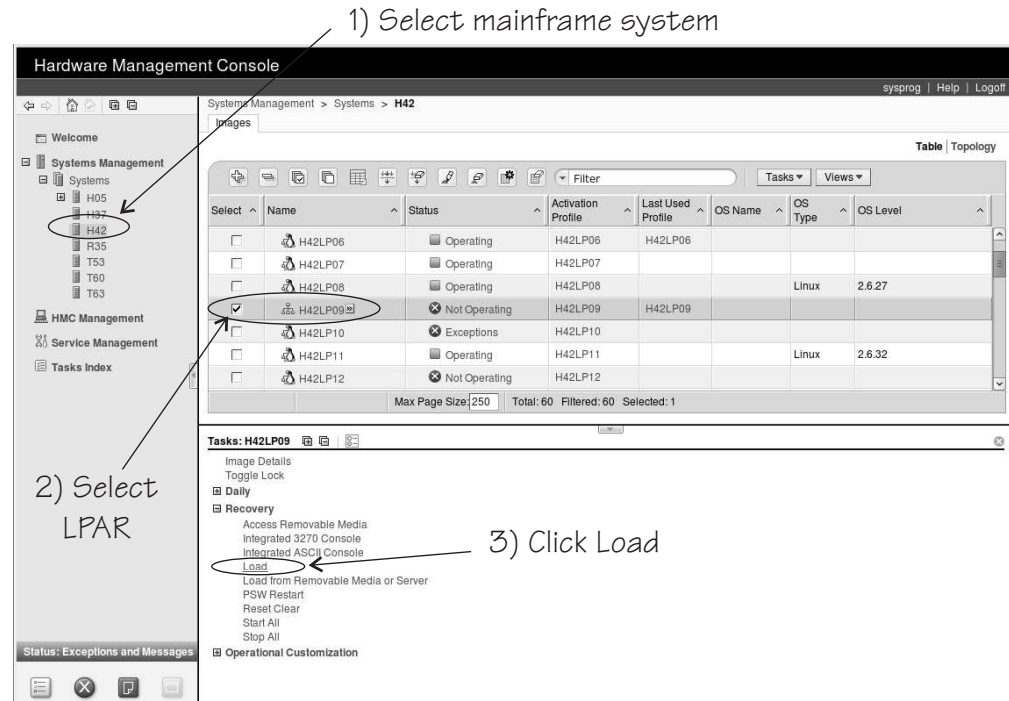 1) Select mainframe system
Hardware Management Console
sysprog | Help | Logoff
Systems Management > Systems > H42
Images
Welcome
Systems Management
Systems
H05
H37
H42
R35
T53
T60
T63
HMC Management
Service Management
Tasks Index
Table | Topology
Filter Tasks Views
Select Name Status Activation Profile Last Used Profile OS Name OS Type OS Level
H42LP06 Operating H42LP06 H42LP06
H42LP07 Operating H42LP07
H42LP08 Operating H42LP08 Linux 2.6.27
H42LP09 Not Operating H42LP09 H42LP09
H42LP10 Exceptions H42LP10
H42LP11 Operating H42LP11 Linux 2.6.32
H42LP12 Not Operating H42LP12
Max Page Size: 250 Total: 60 Filtered: 60 Selected: 1
Tasks: H42LP09
Image Details
Toggle Lock
Daily
Recovery
Access Removable Media
Integrated 3270 Console
Integrated ASCII Console
Load
Load from Removable Media or Server
PSW Restart
Reset Clear
Start All
Stop All
Operational Customization
2) Select
LPAR
3) Click Load
Status: Exceptions and Messages